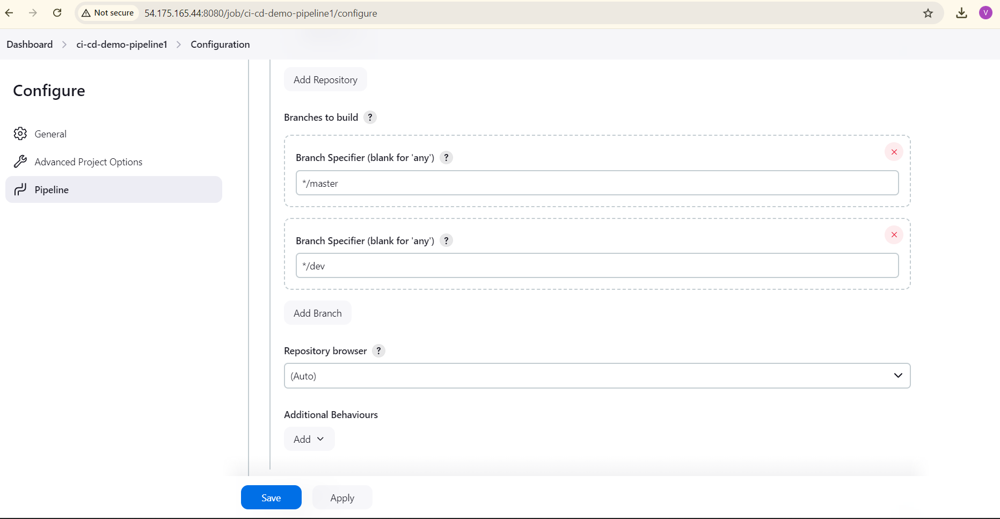 Not secure 54.175.165.44:8080/job/ci-cd-demo-pipeline1/configure V
Dashboard ci-cd-demo-pipeline1 Configuration
Configure
General
Advanced Project Options
Pipeline
Add Repository
Branches to build ?
Branch Specifier (blank for 'any') ?
*/master
Branch Specifier (blank for 'any') ?
*/dev
Add Branch
Repository browser ?
(Auto)
Additional Behaviours
Add
Save Apply